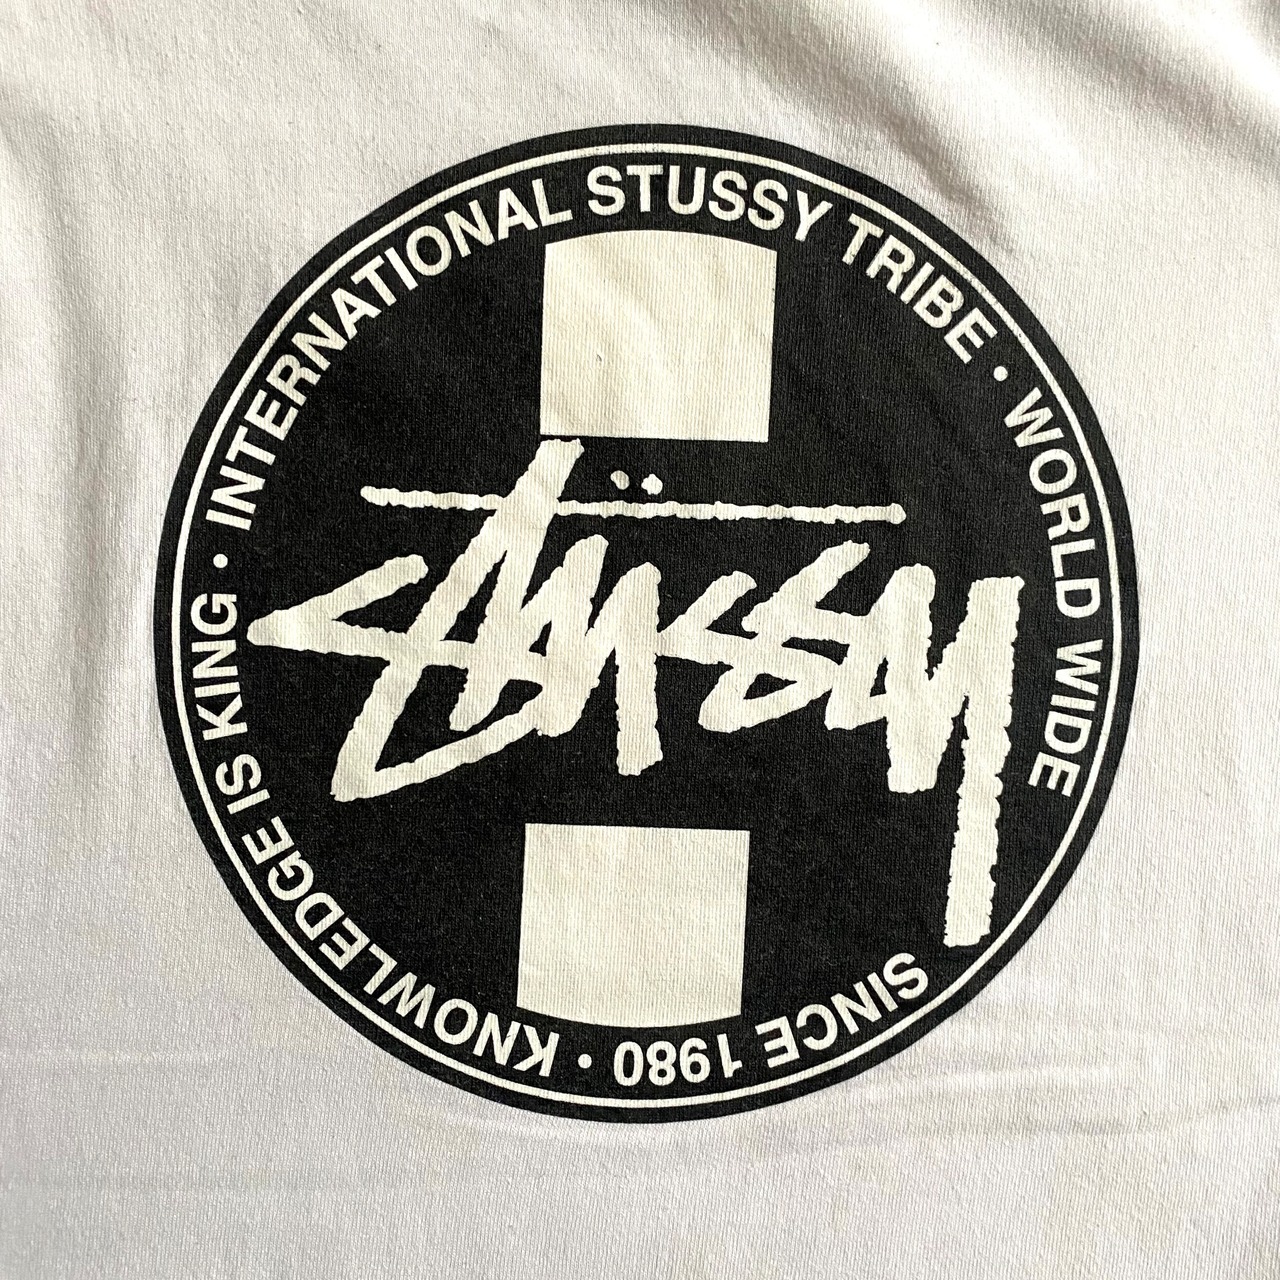 INTERNATIONAL STUSSY TRIBE • WORLD WIDE
SINCE 1980 • KNOWLEDGE IS KING •
Stüssy